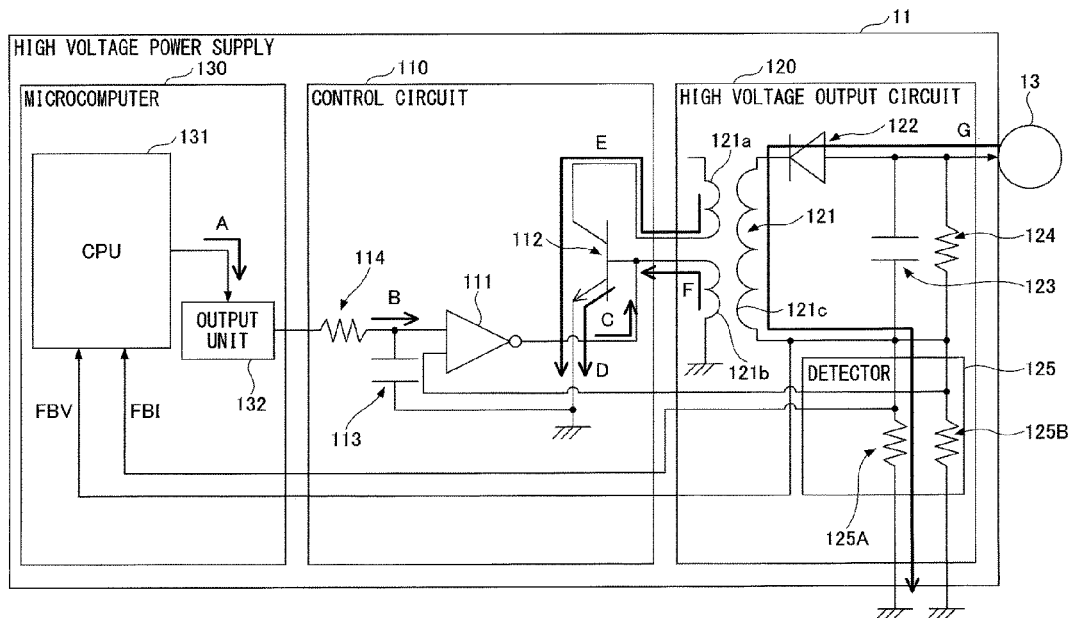 11
HIGH VOLTAGE POWER SUPPLY
130
110
120
13
MICROCOMPUTER
CONTROL CIRCUIT
HIGH VOLTAGE OUTPUT CIRCUIT
131
E
121a
122
G
A
CPU
112
121
124
114
B
111
F
123
OUTPUT
UNIT
C
121c
132
D
121b
DETECTOR
125
FBV
FBI
113
125B
125A